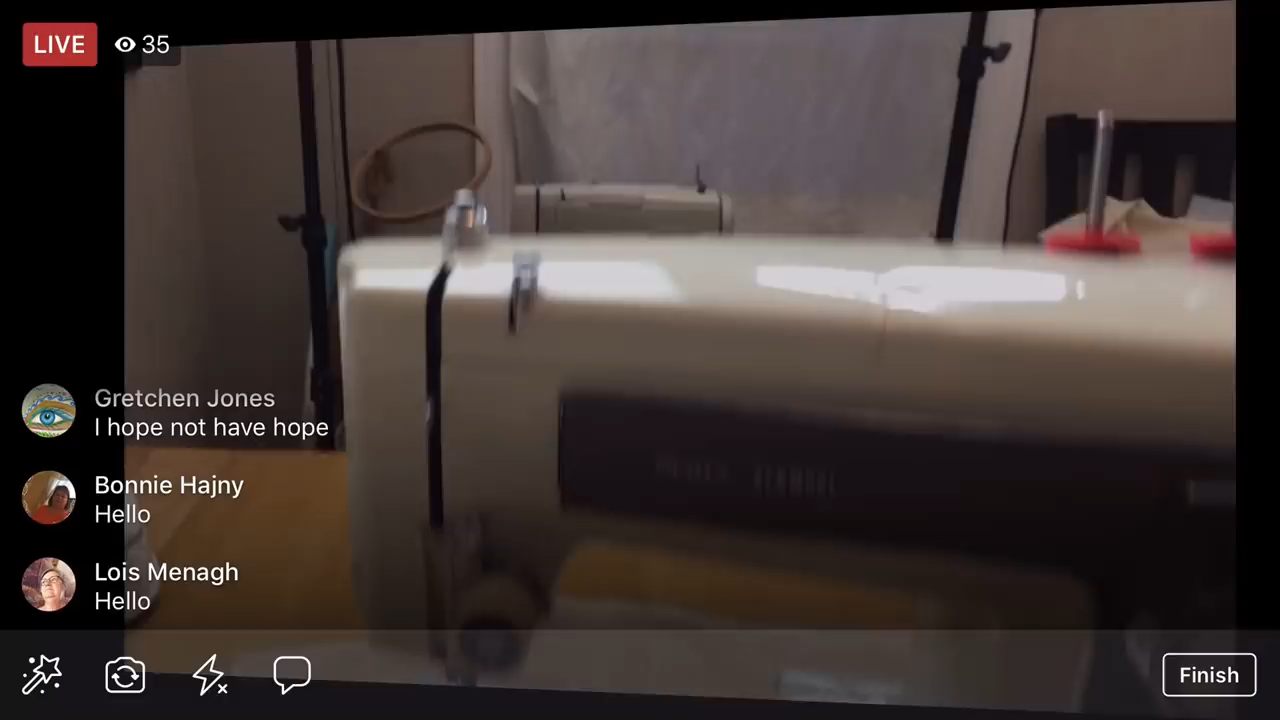 LIVE
35
Gretchen Jones
I hope not have hope
Bonnie Hajny
Hello
Lois Menagh
Hello
Finish